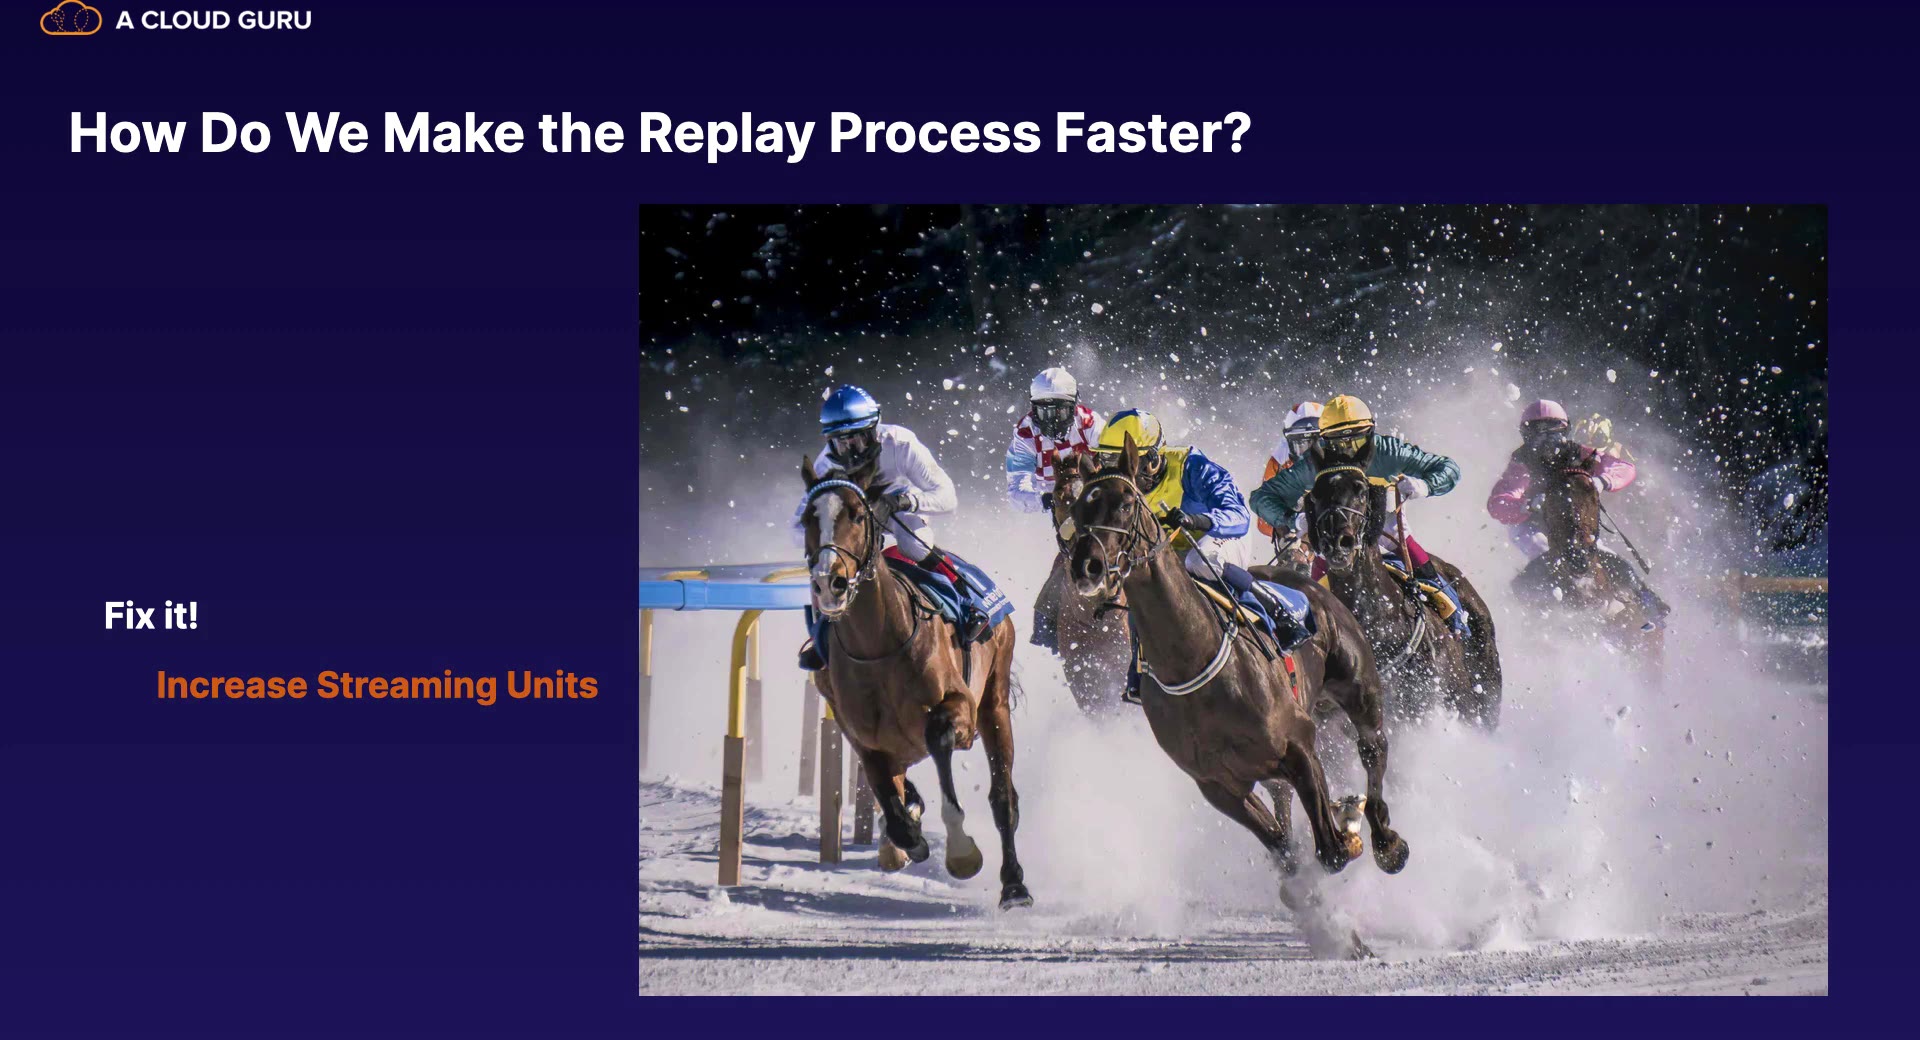 A CLOUD GURU
How Do We Make the Replay Process Faster?
Fix it!
Increase Streaming Units